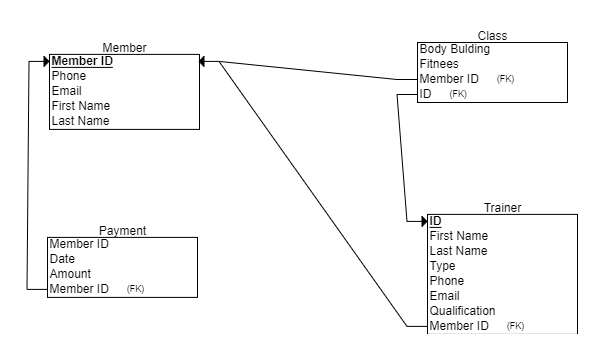 Member
Member ID
Phone
Email
First Name
Last Name
Class
Body Bulding
Fitnees
Member ID (FK)
ID (FK)
Payment
Member ID
Date
Amount
Member ID (FK)
Trainer
ID
First Name
Last Name
Type
Phone
Email
Qualification
Member ID (FK)